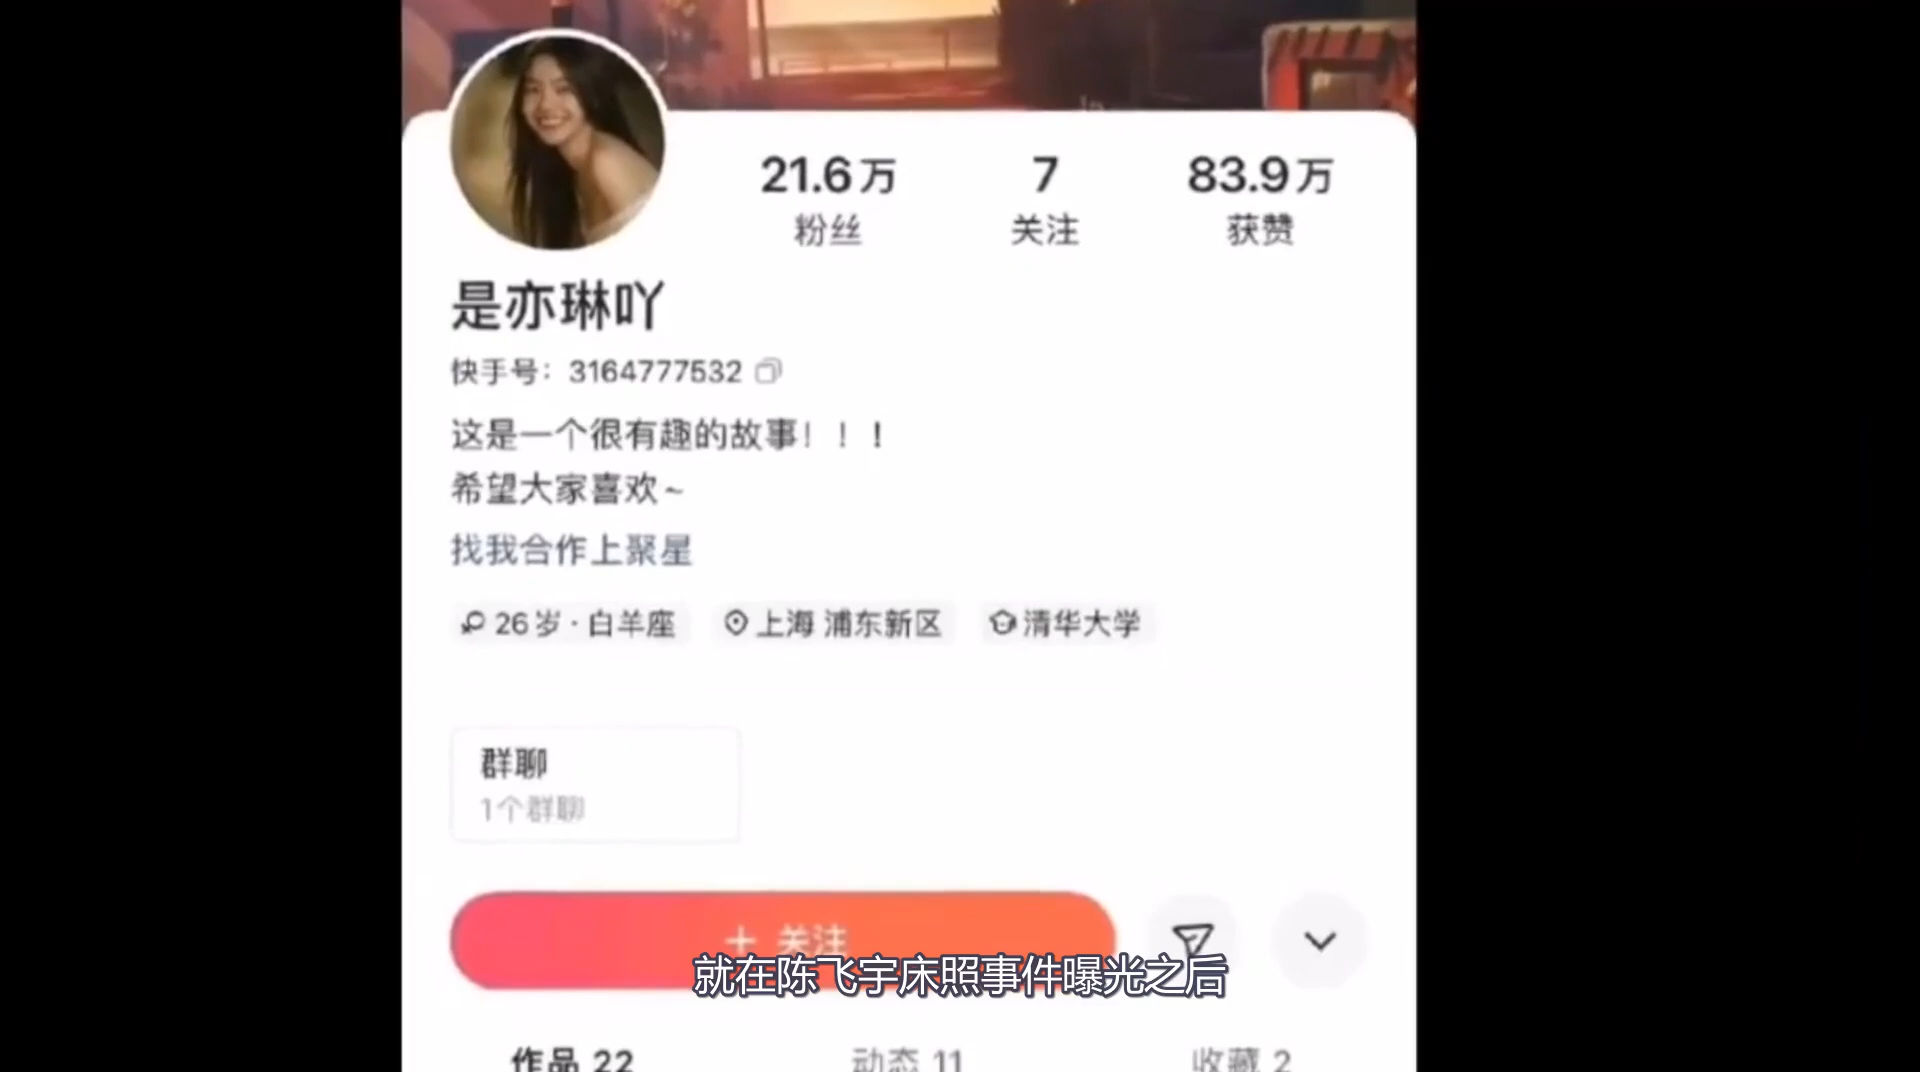 21.6万 7 83.9万
粉丝 关注 获赞
是亦琳吖
快手号：3164777532
这是一个很有趣的故事！！！
希望大家喜欢~
找我合作上聚星
26岁·白羊座 上海 浦东新区 清华大学
群聊
1个群聊
+ 关注
就在陈飞宇床照事件曝光之后
作品 22 动态 11 收藏 2